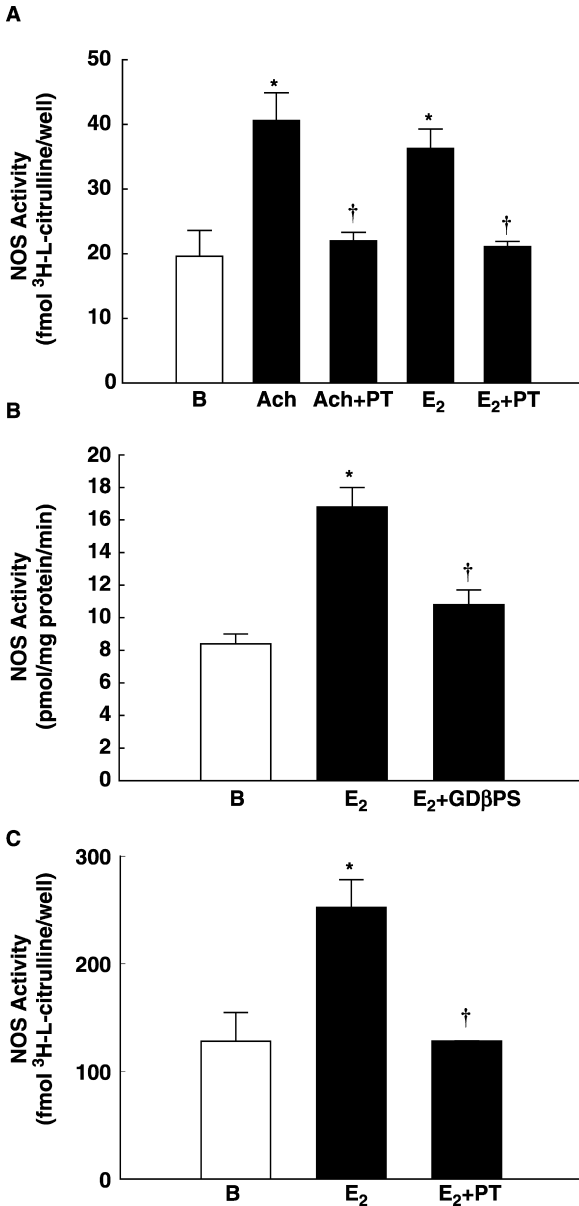 A
NOS Activity
(fmol ³H-L-citrulline/well)
50
40
30
20
10
0
*
†
*
†
B Ach Ach+PT E₂ E₂+PT
B
NOS Activity
(pmol/mg protein/min)
20
18
16
14
12
10
8
6
4
2
0
*
†
B E₂ E₂+GDβPS
C
NOS Activity
(fmol ³H-L-citrulline/well)
300
200
100
0
*
†
B E₂ E₂+PT